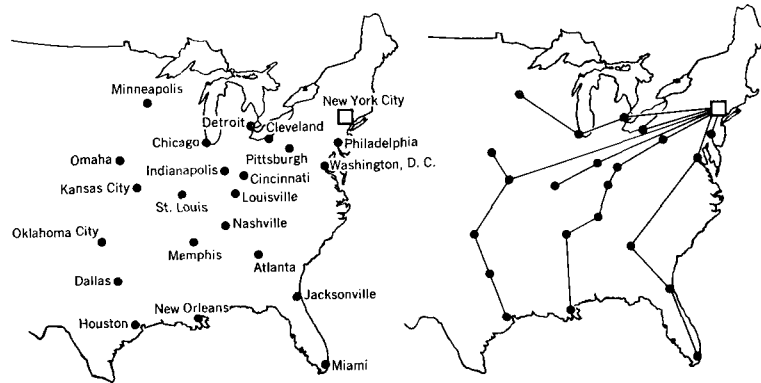 Minneapolis
New York City
Detroit
Cleveland
Chicago
Philadelphia
Pittsburgh
Omaha
Indianapolis
Washington, D. C.
Cincinnati
Kansas City
St. Louis
Louisville
Nashville
Oklahoma City
Memphis
Atlanta
Dallas
Jacksonville
New Orleans
Houston
Miami